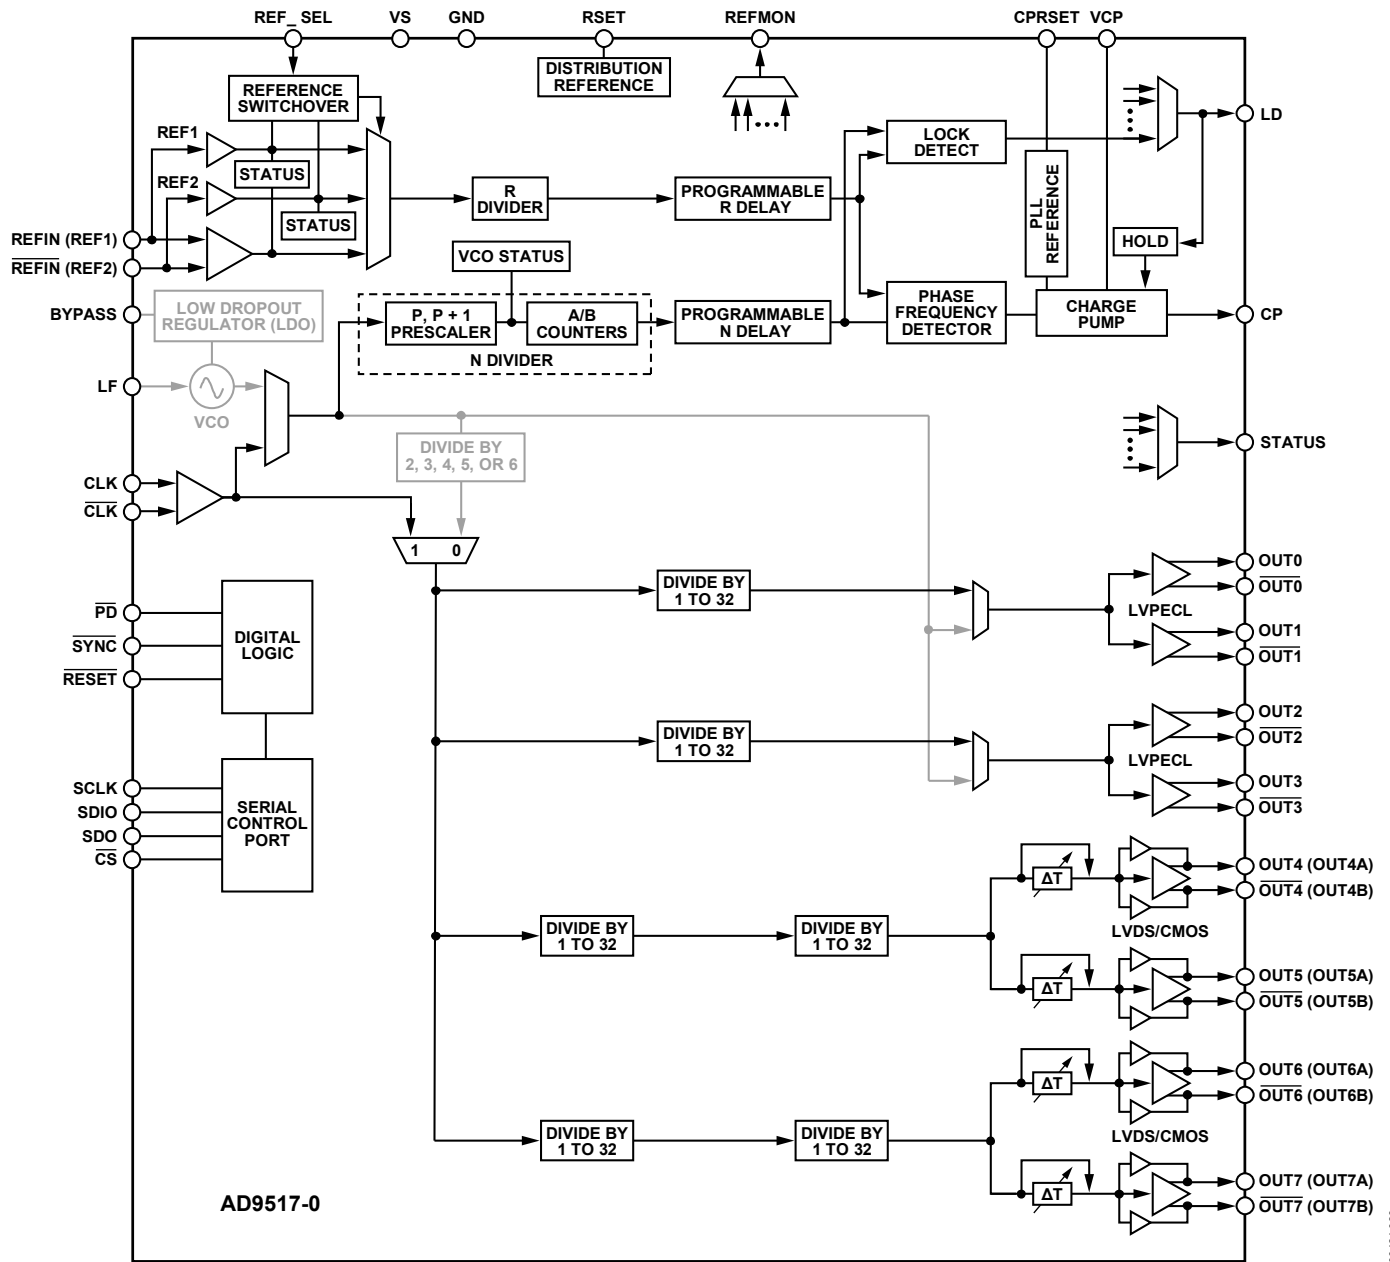 REF_ SEL
VS
GND
RSET
REFMON
CPRSET
VCP
DISTRIBUTION
REFERENCE
REFERENCE
SWITCHOVER
REF1
STATUS
REF2
STATUS
REFIN (REF1)
REFIN (REF2)
BYPASS
LF
CLK
CLK
R
DIVIDER
PROGRAMMABLE
R DELAY
LOCK
DETECT
PLL
REFERENCE
HOLD
LD
VCO STATUS
LOW DROPOUT
REGULATOR (LDO)
P, P + 1
PRESCALER
A/B
COUNTERS
N DIVIDER
PROGRAMMABLE
N DELAY
PHASE
FREQUENCY
DETECTOR
CHARGE
PUMP
CP
VCO
DIVIDE BY
2, 3, 4, 5, OR 6
STATUS
1 0
PD
SYNC
RESET
DIGITAL
LOGIC
SCLK
SDIO
SDO
CS
SERIAL
CONTROL
PORT
DIVIDE BY
1 TO 32
LVPECL
OUT0
OUT0
OUT1
OUT1
DIVIDE BY
1 TO 32
LVPECL
OUT2
OUT2
OUT3
OUT3
DIVIDE BY
1 TO 32
DIVIDE BY
1 TO 32
ΔT
ΔT
LVDS/CMOS
OUT4 (OUT4A)
OUT4 (OUT4B)
OUT5 (OUT5A)
OUT5 (OUT5B)
DIVIDE BY
1 TO 32
DIVIDE BY
1 TO 32
ΔT
ΔT
LVDS/CMOS
OUT6 (OUT6A)
OUT6 (OUT6B)
OUT7 (OUT7A)
OUT7 (OUT7B)
AD9517-0